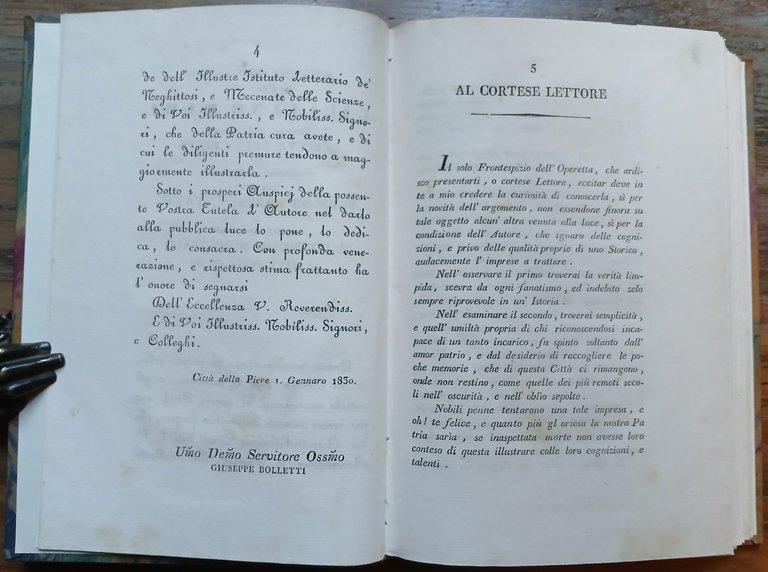 4
de dell' Illustre Istituto Letterario de'
Neghittosi, e Mecenate delle Scienze,
e di Voi Illustriss., e Nobiliss. Signo-
ri, che della Patria cura avete, e di
cui le diligenti premure tendono a mag-
giormente illustrarla.
Sotto i prosperi Auspicj della possen-
te Vostra Tutela l' Autore nel darlo
alla pubblica luce lo pone, lo dedi-
ca, lo consacra. Con profonda vene-
razione, e rispettosa stima frattanto ha
l' onore di segnarsi
Dell' Eccellenza V. Reverendiss.
E di Voi Illustriss. Nobiliss. Signori,
e Colleghi.
Città della Pieve 1. Gennaro 1830.
Umo Demo Servitore Ossmo
GIUSEPPE BOLLETTI
5
AL CORTESE LETTORE
Il solo Frontespizio dell' Operetta, che ardi-
sco presentarti, o cortese Lettore, eccitar deve in
te a mio credere la curiosità di conoscerla, sì per
la novità dell' argomento, non essendone finora su
tale oggetto alcun' altra venuta alla luce, sì per la
condizione dell' Autore, che ignaro delle cogni-
zioni, e privo delle qualità proprie di uno Storico,
audacemente l' imprese a trattare.
Nell' osservare il primo troverai la verità lim-
pida, scevra da ogni fanatismo, ed indebito zelo
sempre riprovevole in un' Istoria.
Nell' esaminare il secondo, troverai semplicità,
e quell' umiltà propria di chi riconoscendosi inca-
pace di un tanto incarico, fu spinto soltanto dall'
amor patrio, e dal desiderio di raccogliere le po-
che memorie, che di questa Città ci rimangono,
onde non restino, come quelle dei più remoti seco-
li nell' oscurità, e nell' oblìo sepolte.
Nobili penne tentarono una tale impresa, e
oh! te felice, e quanto più gloriosa la nostra Pa
tria sarìa, se inaspettata morte non avesse loro
conteso di questa illustrare colle loro cognizioni, e
talenti.